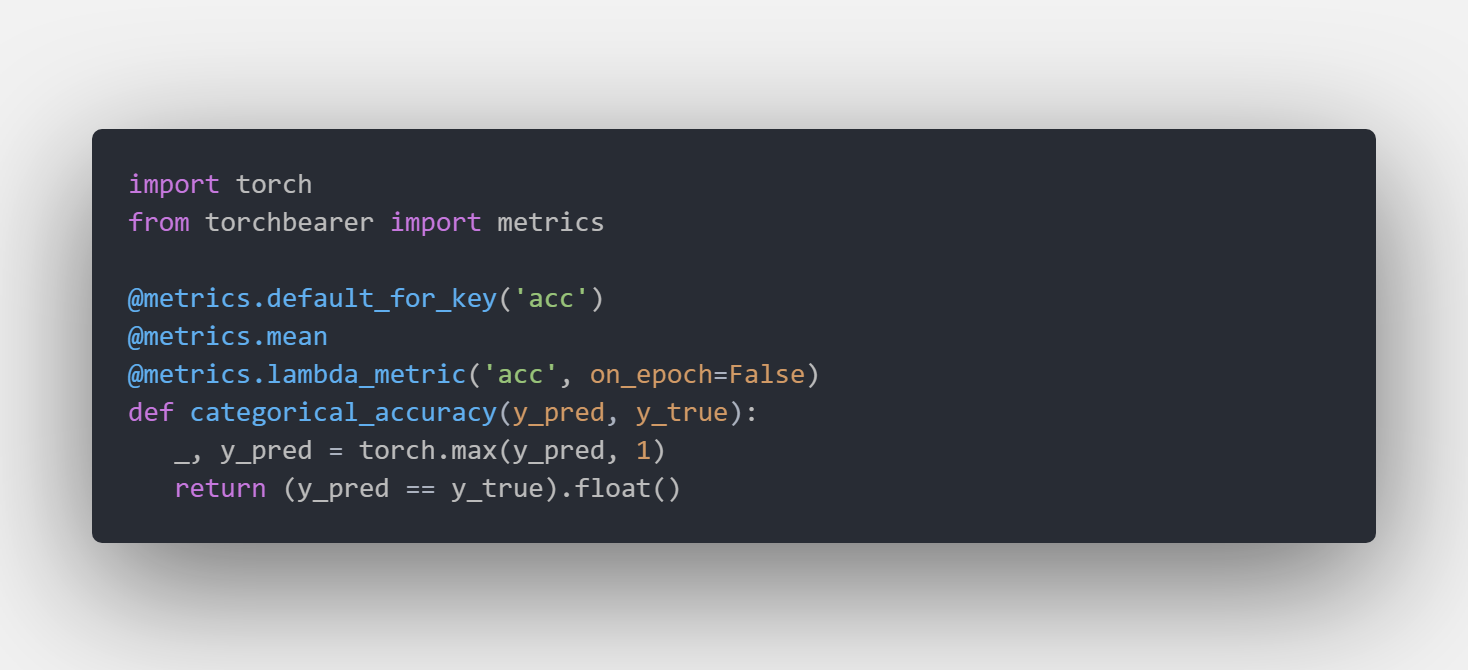 import torch
from torchbearer import metrics

@metrics.default_for_key('acc')
@metrics.mean
@metrics.lambda_metric('acc', on_epoch=False)
def categorical_accuracy(y_pred, y_true):
   _, y_pred = torch.max(y_pred, 1)
   return (y_pred == y_true).float()